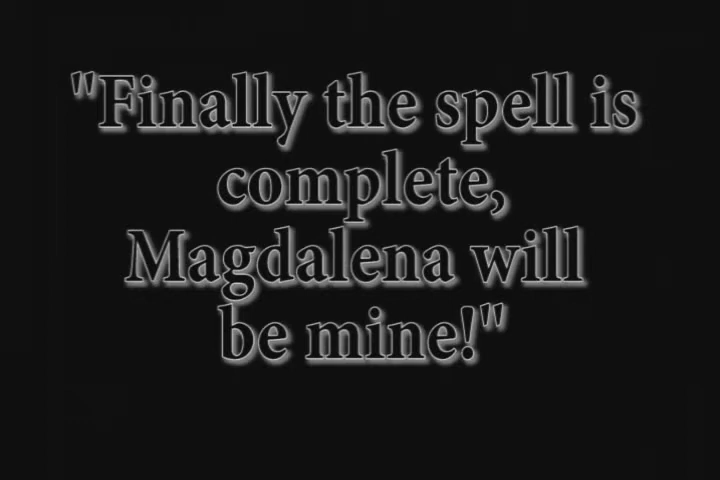 "Finally the spell is
complete,
Magdalena will
be mine!"